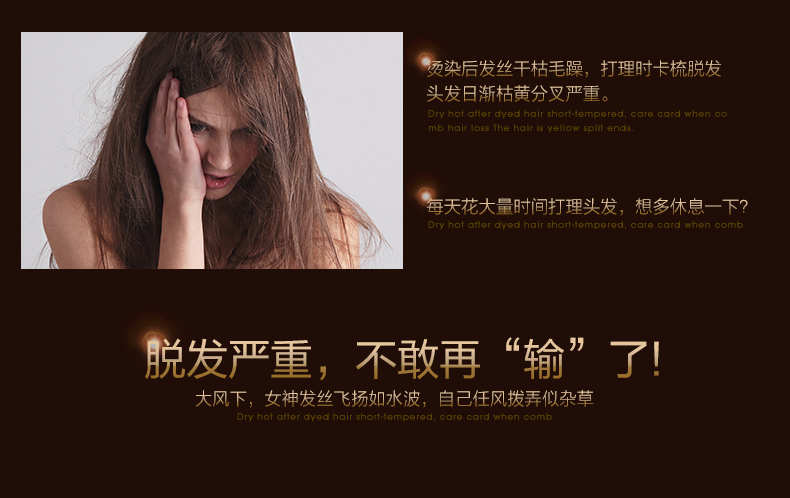 烫染后发丝干枯毛躁，打理时卡梳脱发
头发日渐枯黄分叉严重。
Dry hot after dyed hair short-tempered, care card when co
mb hair loss The hair is yellow split ends.
每天花大量时间打理头发，想多休息一下?
Dry hot after dyed hair short-tempered, care card when comb
脱发严重，不敢再“输”了!
大风下，女神发丝飞扬如水波，自己任风拨弄似杂草
Dry hot after dyed hair short-tempered, care card when comb